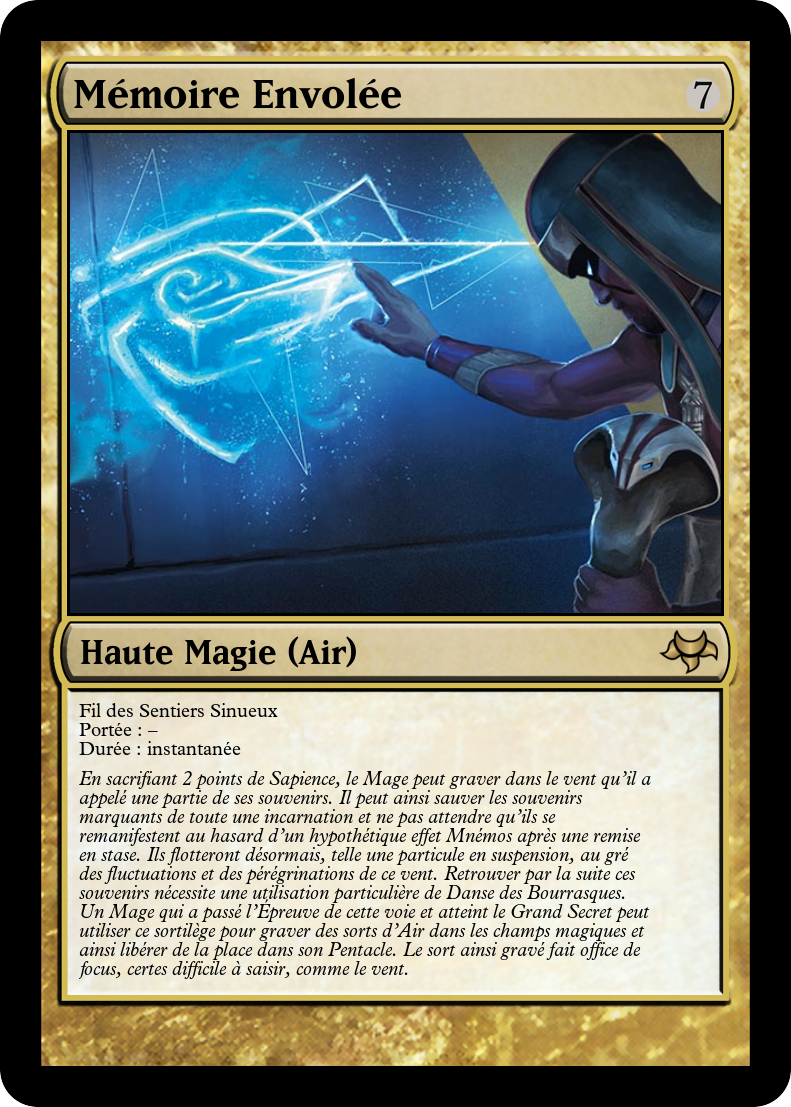 Mémoire Envolée
7
Haute Magie (Air)
Fil des Sentiers Sinueux
Portée : –
Durée : instantanée
En sacrifiant 2 points de Sapience, le Mage peut graver dans le vent qu'il a
appelé une partie de ses souvenirs. Il peut ainsi sauver les souvenirs
marquants de toute une incarnation et ne pas attendre qu'ils se
remanifestent au hasard d'un hypothétique effet Mnémos après une remise
en stase. Ils flotteront désormais, telle une particule en suspension, au gré
des fluctuations et des pérégrinations de ce vent. Retrouver par la suite ces
souvenirs nécessite une utilisation particulière de Danse des Bourrasques.
Un Mage qui a passé l'Épreuve de cette voie et atteint le Grand Secret peut
utiliser ce sortilège pour graver des sorts d'Air dans les champs magiques et
ainsi libérer de la place dans son Pentacle. Le sort ainsi gravé fait office de
focus, certes difficile à saisir, comme le vent.